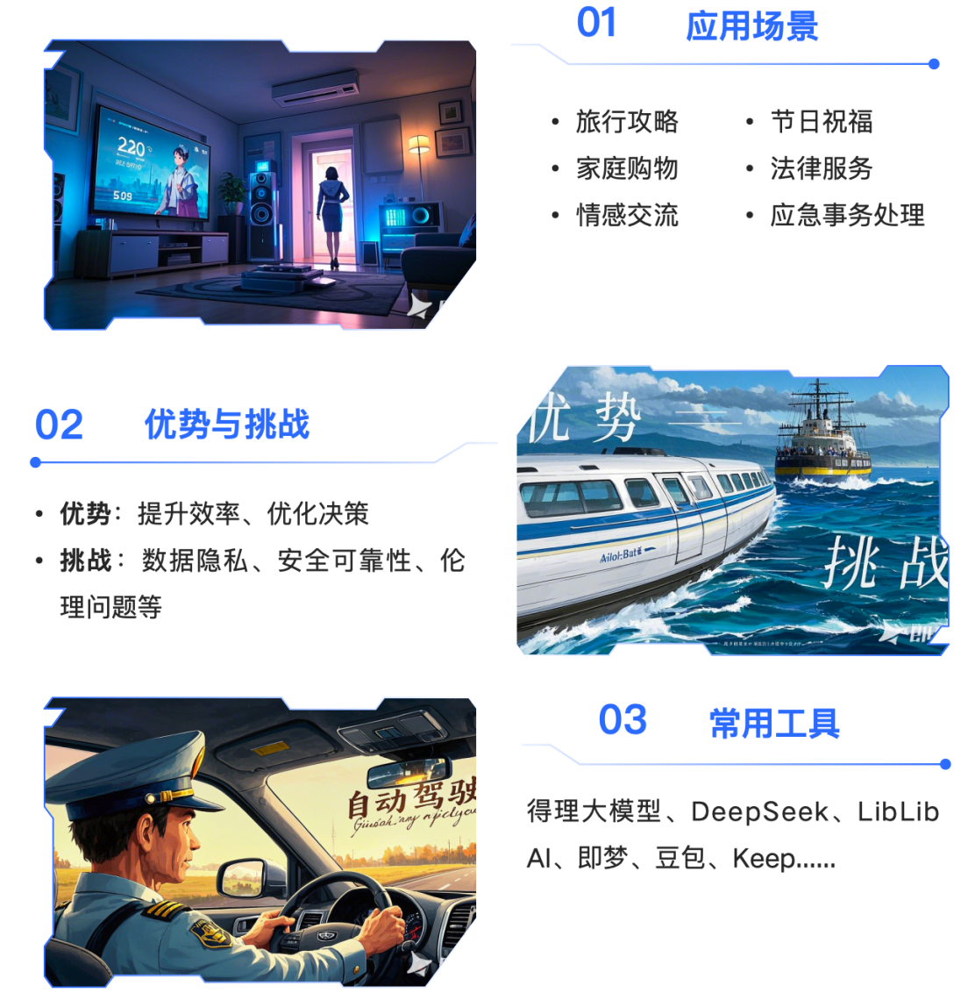 01 应用场景
• 旅行攻略 • 节日祝福
• 家庭购物 • 法律服务
• 情感交流 • 应急事务处理
220
509
02 优势与挑战
• 优势：提升效率、优化决策
• 挑战：数据隐私、安全可靠性、伦
理问题等
优势
挑战
03 常用工具
得理大模型、DeepSeek、LibLib
AI、即梦、豆包、Keep......
自动驾驶